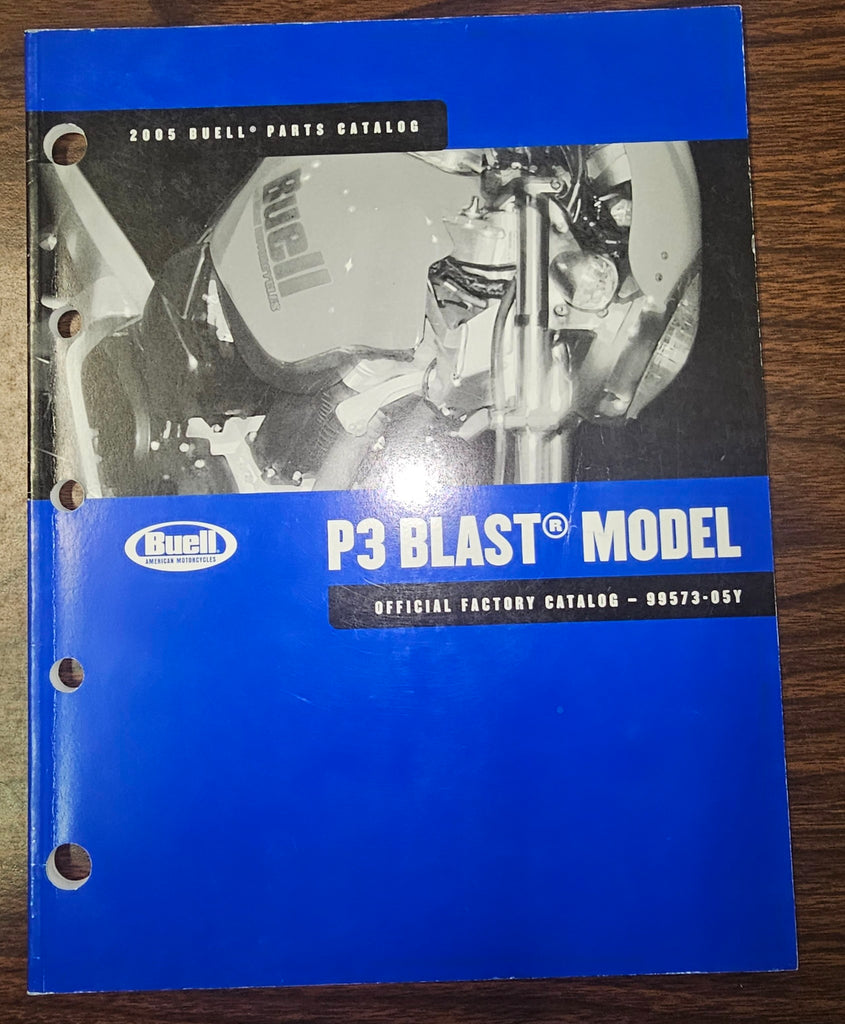 2005 BUELL® PARTS CATALOG
Buell
Buell
AMERICAN MOTORCYCLES
P3 BLAST® MODEL
OFFICIAL FACTORY CATALOG – 99573-05Y